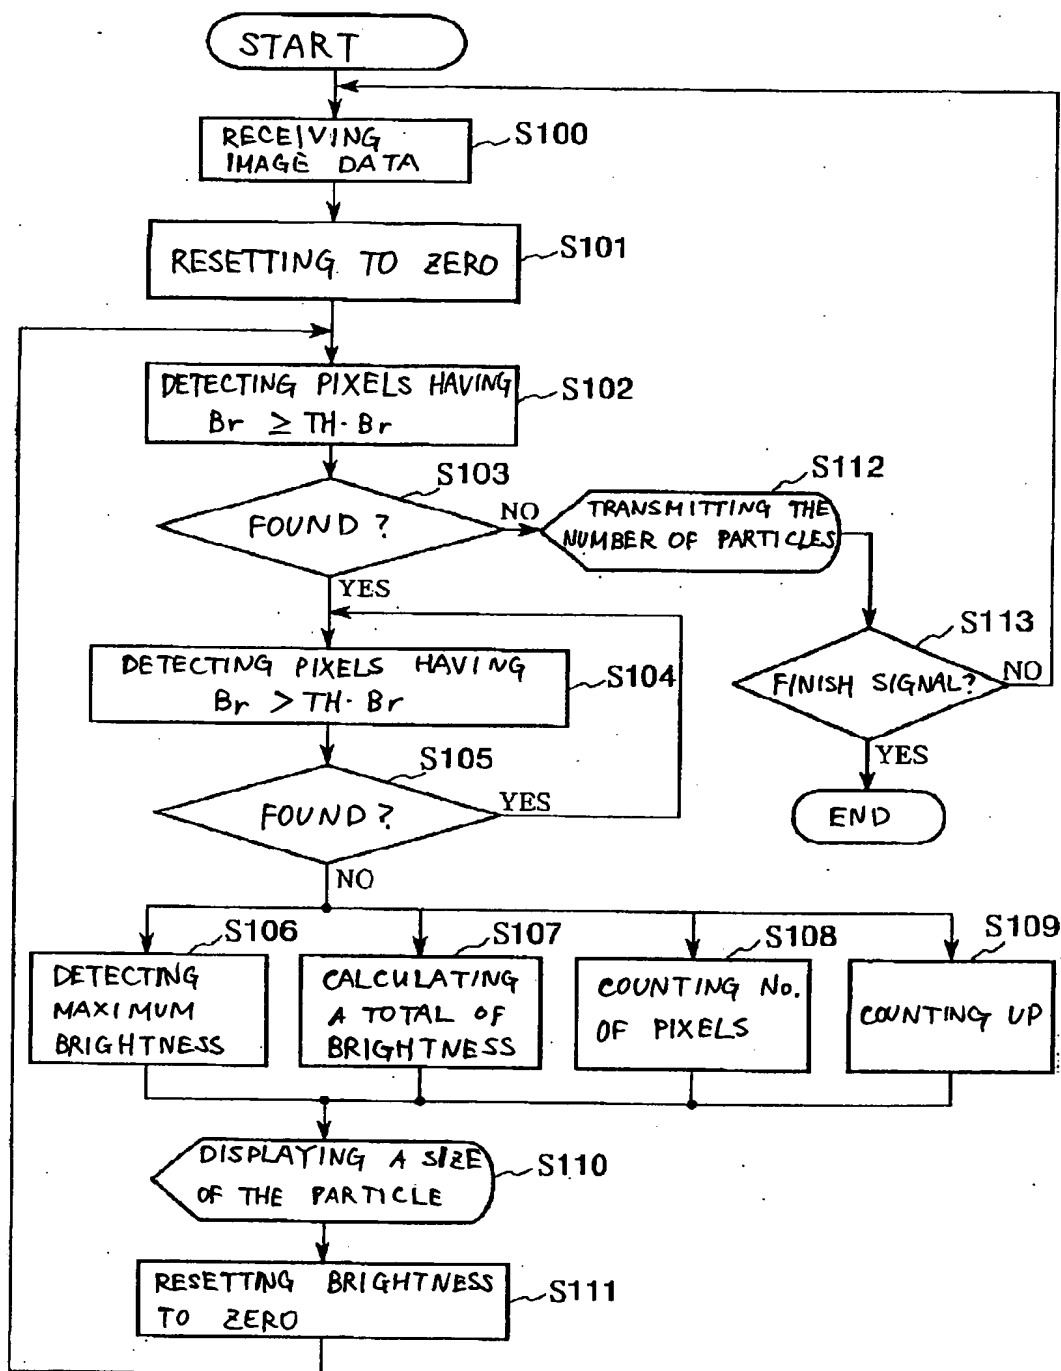 START
RECEIVING
IMAGE DATA
S100
RESETTING TO ZERO
S101
DETECTING PIXELS HAVING
Br ≥ TH·Br
S102
S103
FOUND?
NO
YES
S112
TRANSMITTING THE
NUMBER OF PARTICLES
S113
FINISH SIGNAL?
NO
YES
END
DETECTING PIXELS HAVING
Br > TH·Br
S104
S105
FOUND?
YES
NO
S106
DETECTING
MAXIMUM
BRIGHTNESS
S107
CALCULATING
A TOTAL OF
BRIGHTNESS
S108
COUNTING No.
OF PIXELS
S109
COUNTING UP
DISPLAYING A SIZE
OF THE PARTICLE
S110
RESETTING BRIGHTNESS
TO ZERO
S111